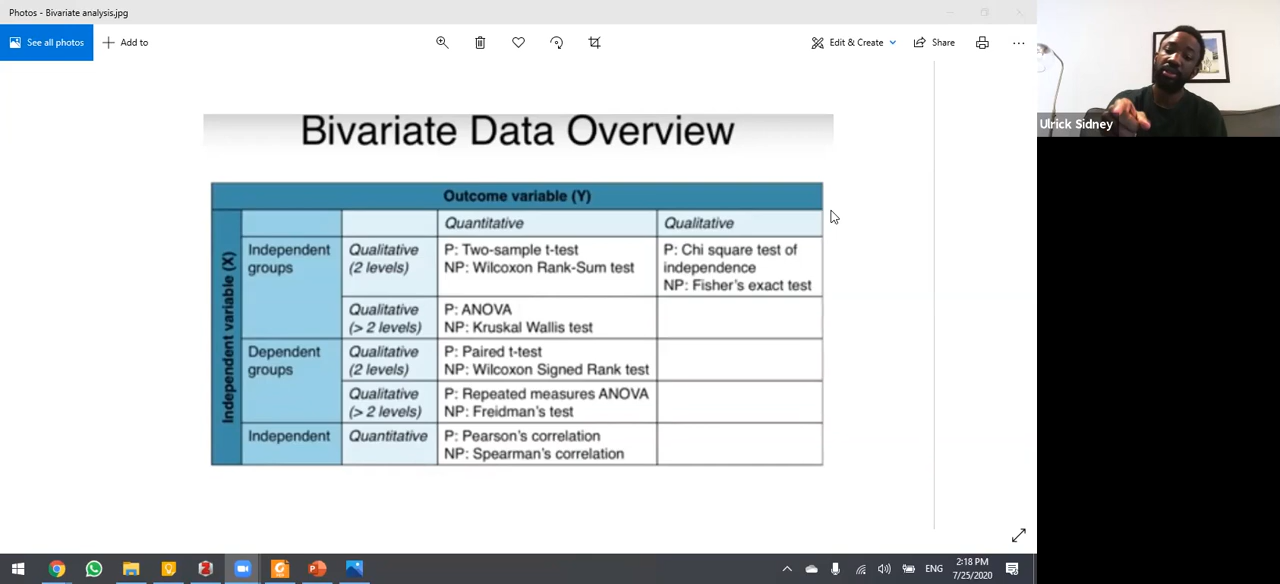 Photos - Bivariate analysis.jpg
See all photos
Add to
Edit & Create
Share
Ulrick Sidney
Bivariate Data Overview
Outcome variable (Y)
Independent variable (X)
Quantitative
Qualitative
Independent groups
Qualitative (2 levels)
P: Two-sample t-test
NP: Wilcoxon Rank-Sum test
P: Chi square test of
independence
NP: Fisher's exact test
Qualitative (> 2 levels)
P: ANOVA
NP: Kruskal Wallis test
Dependent groups
Qualitative (2 levels)
P: Paired t-test
NP: Wilcoxon Signed Rank test
Qualitative (> 2 levels)
P: Repeated measures ANOVA
NP: Freidman's test
Independent
Quantitative
P: Pearson's correlation
NP: Spearman's correlation
ENG
2:18 PM
7/25/2020